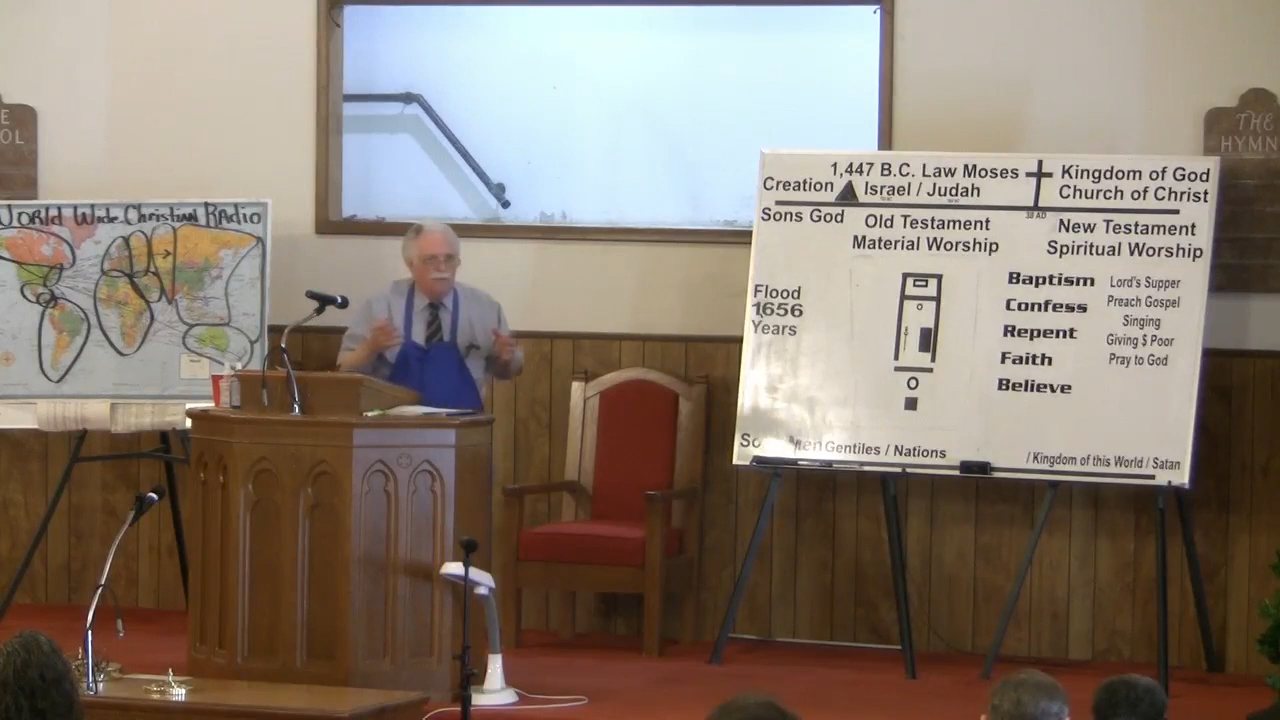 E
OL
World Wide Christian Radio
THE
HYMN
1,447 B.C. Law Moses
Creation
Israel / Judah
Kingdom of God
Church of Christ
33 AD
Sons God
Old Testament
Material Worship
New Testament
Spiritual Worship
Flood
1656
Years
Baptism
Confess
Repent
Faith
Believe
Lord's Supper
Preach Gospel
Singing
Giving $ Poor
Pray to God
Gentiles / Nations
/ Kingdom of this World / Satan